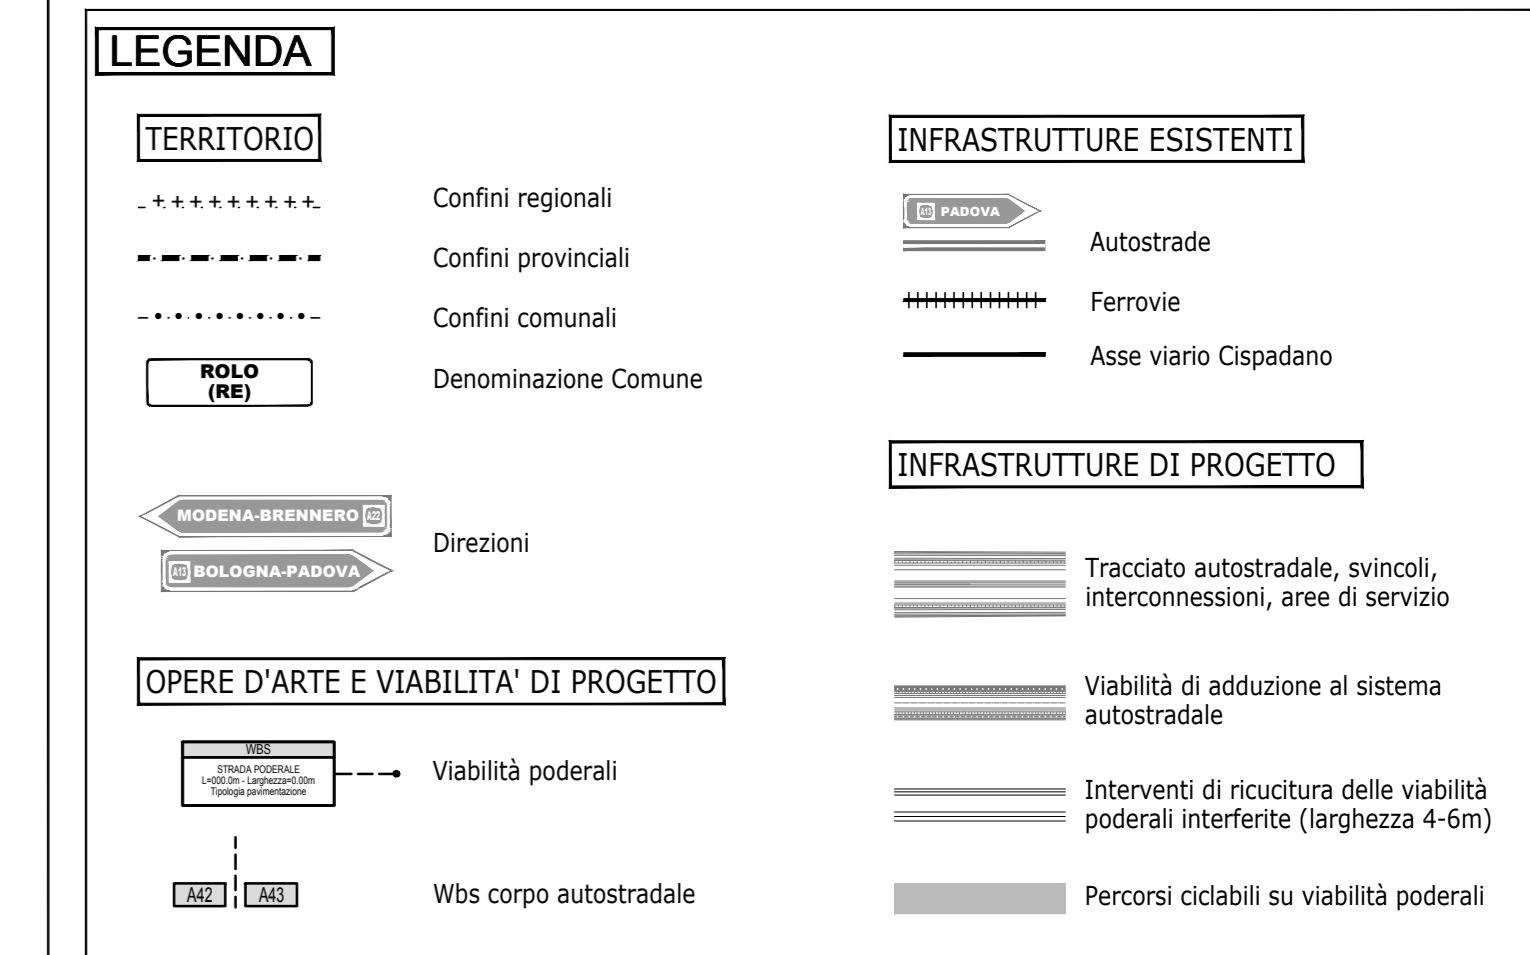 LEGENDA
TERRITORIO
Confini regionali
Confini provinciali
Confini comunali
ROLO
(RE)
Denominazione Comune
MODENA-BRENNERO A22
A13 BOLOGNA-PADOVA
Direzioni
OPERE D'ARTE E VIABILITA' DI PROGETTO
WBS
STRADA PODERALE
L=000.0m - Larghezza=0.00m
Tipologia pavimentazione
Viabilità poderali
A42 A43
Wbs corpo autostradale
INFRASTRUTTURE ESISTENTI
A13 PADOVA
Autostrade
Ferrovie
Asse viario Cispadano
INFRASTRUTTURE DI PROGETTO
Tracciato autostradale, svincoli,
interconnessioni, aree di servizio
Viabilità di adduzione al sistema
autostradale
Interventi di ricucitura delle viabilità
poderali interferite (larghezza 4-6m)
Percorsi ciclabili su viabilità poderali